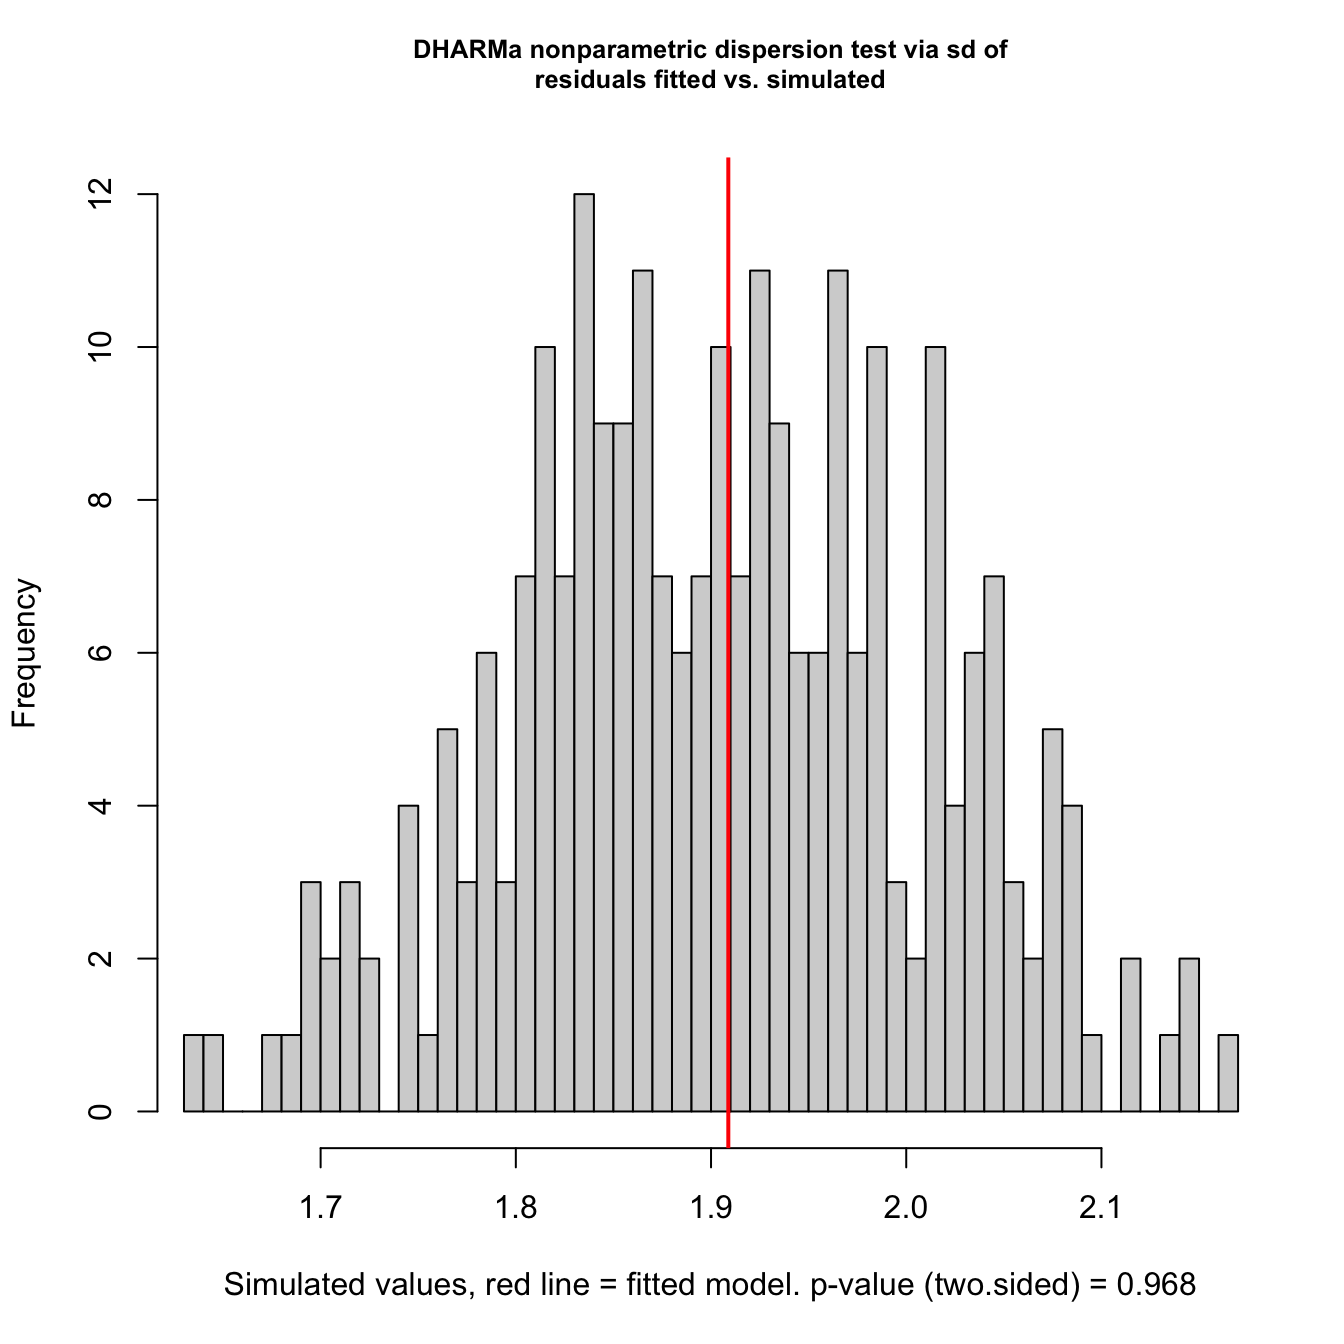 DHARMa nonparametric dispersion test via sd of
residuals fitted vs. simulated
Frequency
12
10
8
6
4
2
0
1.7 1.8 1.9 2.0 2.1
Simulated values, red line = fitted model. p-value (two.sided) = 0.968